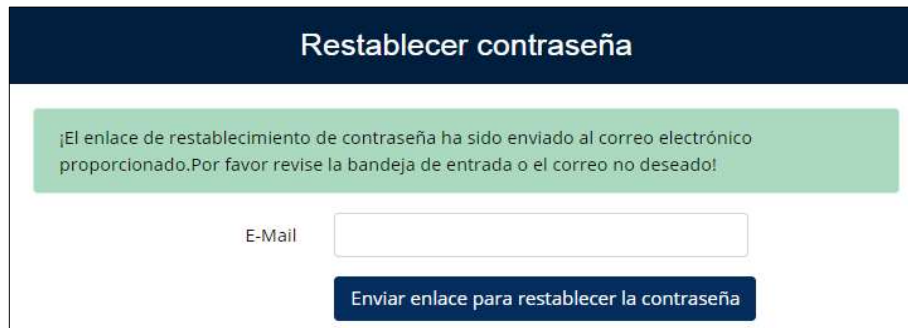 Restablecer contraseña
¡El enlace de restablecimiento de contraseña ha sido enviado al correo electrónico
proporcionado.Por favor revise la bandeja de entrada o el correo no deseado!
E-Mail
Enviar enlace para restablecer la contraseña